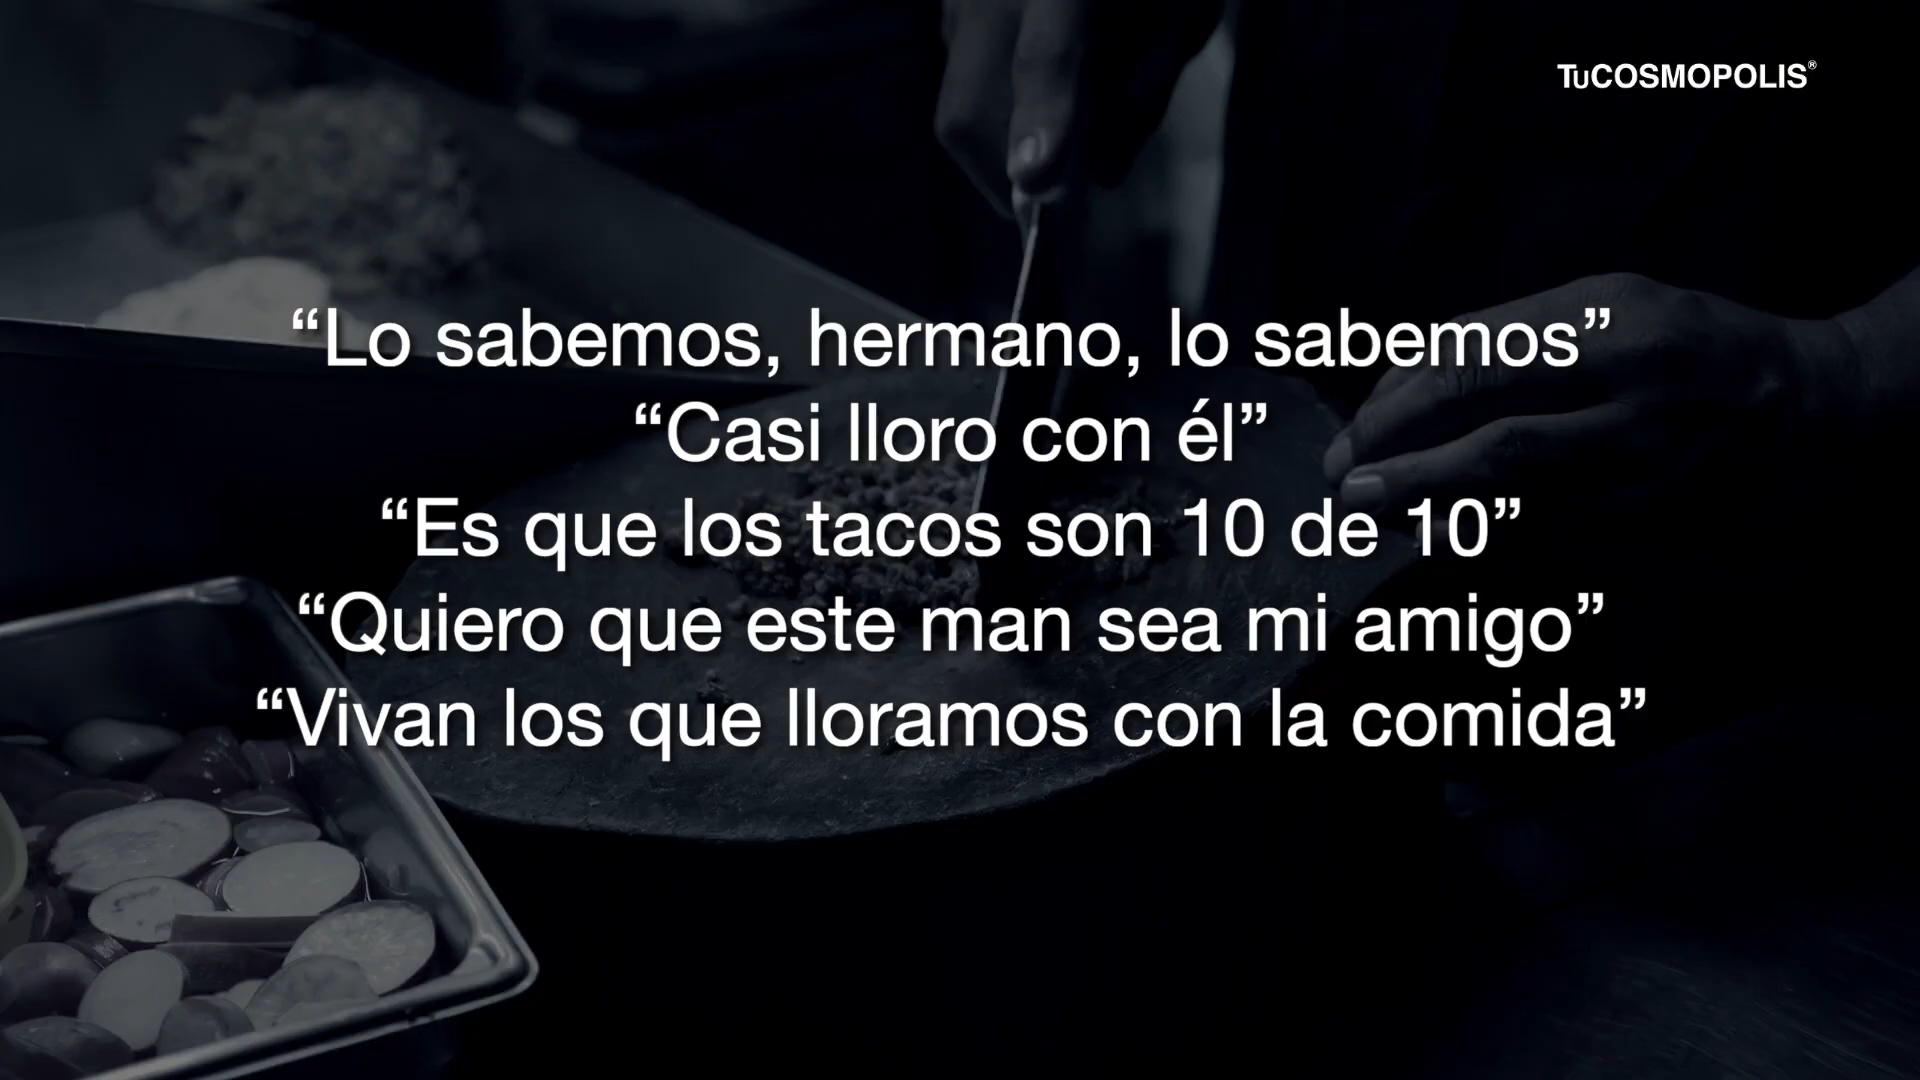 TuCOSMOPOLIS®
“Lo sabemos, hermano, lo sabemos”
“Casi lloro con él”
“Es que los tacos son 10 de 10”
“Quiero que este man sea mi amigo”
“Vivan los que lloramos con la comida”